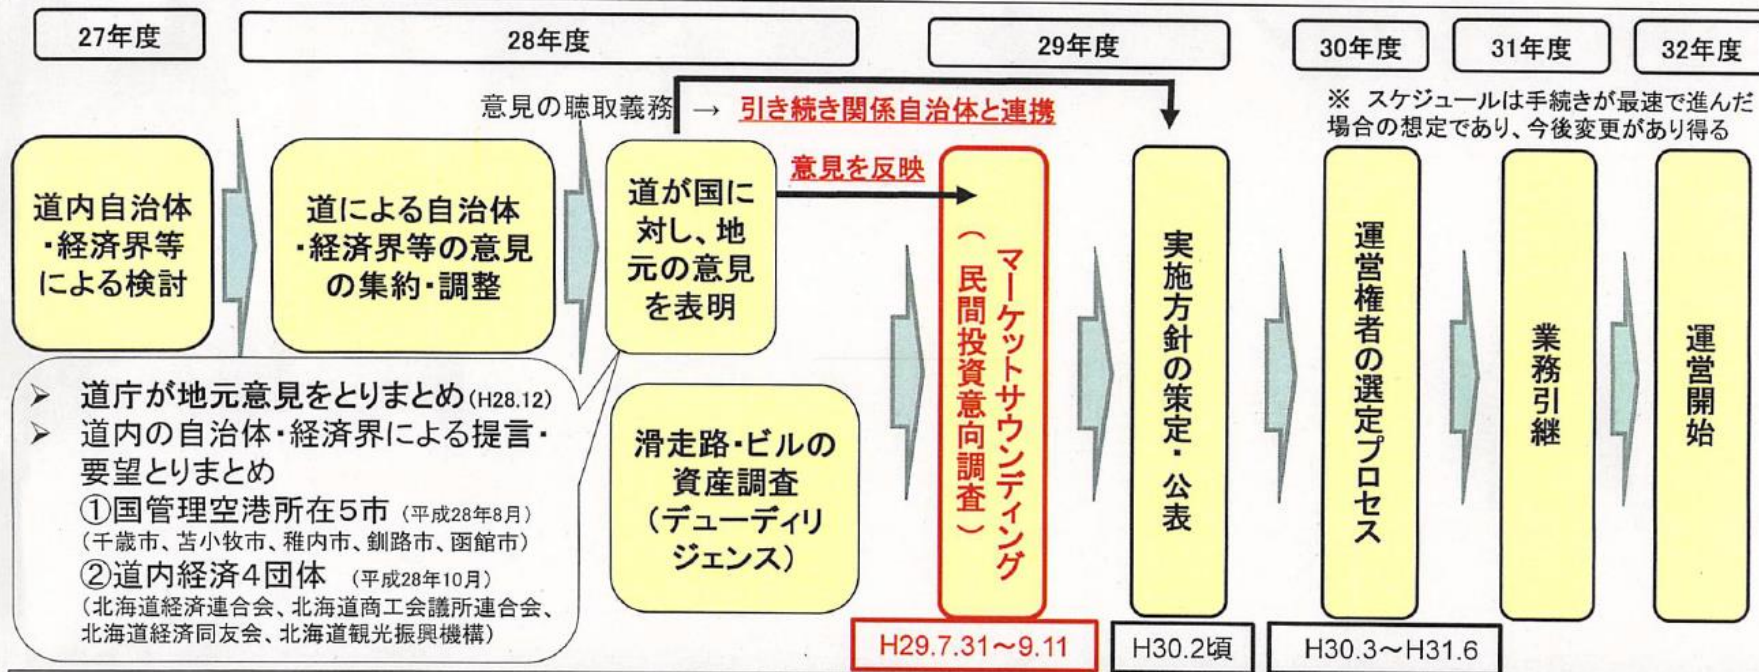 27年度
28年度
29年度
30年度
31年度
32年度
意見の聴取義務 → 引き続き関係自治体と連携
※ スケジュールは手続きが最速で進んだ
場合の想定であり、今後変更があり得る
道内自治体
・経済界等
による検討
道による自治体
・経済界等の意見
の集約・調整
道が国に
対し、地
元の意見
を表明
意見を反映
マーケットサウンディング
(民間投資意向調査)
実施方針の策定・公表
運営権者の選定プロセス
業務引継
運営開始
➢ 道庁が地元意見をとりまとめ(H28.12)
➢ 道内の自治体・経済界による提言・
要望とりまとめ
①国管理空港所在5市 (平成28年8月)
(千歳市、苫小牧市、稚内市、釧路市、函館市)
②道内経済4団体 (平成28年10月)
(北海道経済連合会、北海道商工会議所連合会、
北海道経済同友会、北海道観光振興機構)
滑走路・ビルの
資産調査
(デューディリ
ジェンス)
H29.7.31~9.11
H30.2頃
H30.3~H31.6